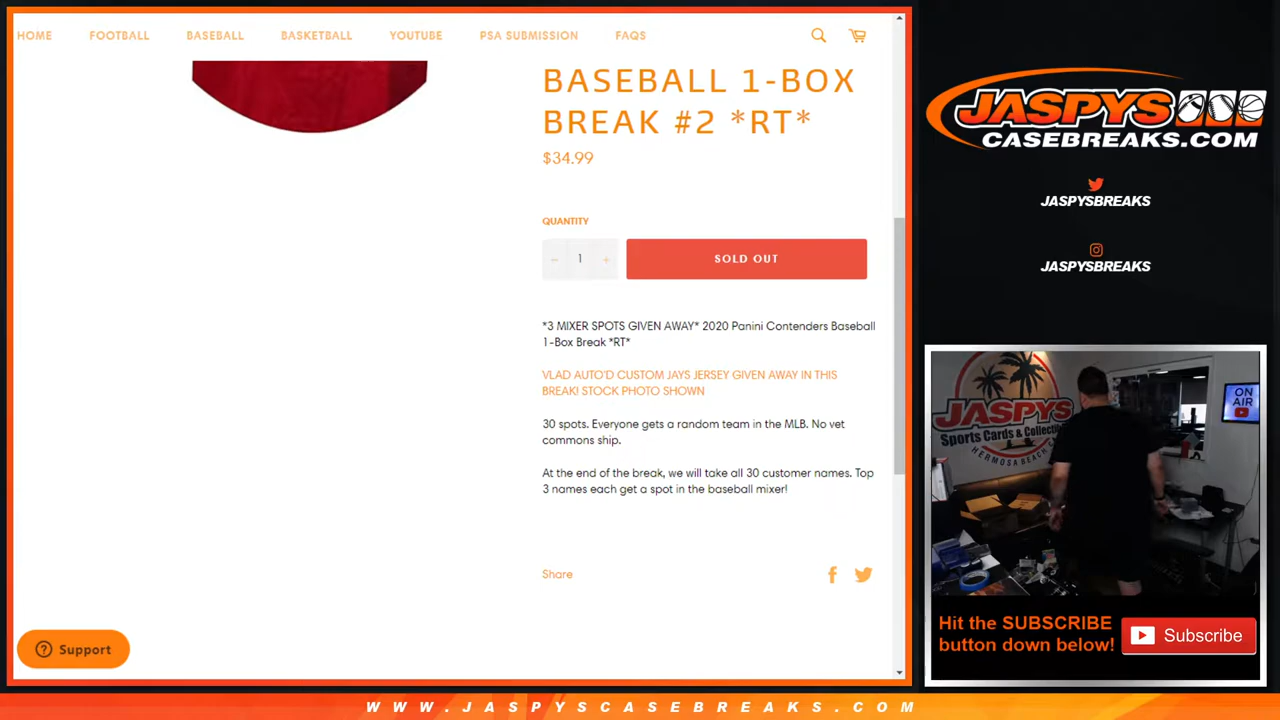 HOME FOOTBALL BASEBALL BASKETBALL YOUTUBE PSA SUBMISSION FAQS
BASEBALL 1-BOX
BREAK #2 *RT*
$34.99
QUANTITY
− 1 +
SOLD OUT
*3 MIXER SPOTS GIVEN AWAY* 2020 Panini Contenders Baseball
1-Box Break *RT*
VLAD AUTO'D CUSTOM JAYS JERSEY GIVEN AWAY IN THIS
BREAK! STOCK PHOTO SHOWN
30 spots. Everyone gets a random team in the MLB. No vet
commons ship.
At the end of the break, we will take all 30 customer names. Top
3 names each get a spot in the baseball mixer!
Share
Support
JASPYS
CASEBREAKS.COM
JASPYSBREAKS
JASPYSBREAKS
JASPYS
Sports Cards & Collectibles
HERMOSA BEACH
ON
AIR
Hit the SUBSCRIBE
button down below!
Subscribe
WWW.JASPYSCASEBREAKS.COM